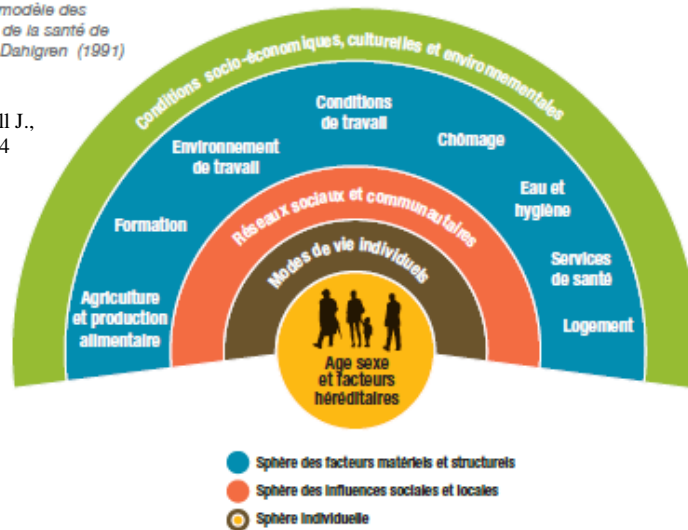 modèle des
de la santé de
Dahlgren (1991)
ll J.,
4
Conditions socio-économiques, culturelles et environnementales
Conditions
de travail
Environnement
de travail
Chômage
Formation
Eau et
hygiène
Agriculture
et production
alimentaire
Services
de santé
Logement
Réseaux sociaux et communautaires
Modes de vie individuels
Age sexe
et facteurs
héréditaires
Sphère des facteurs matériels et structurels
Sphère des influences sociales et locales
Sphère individuelle